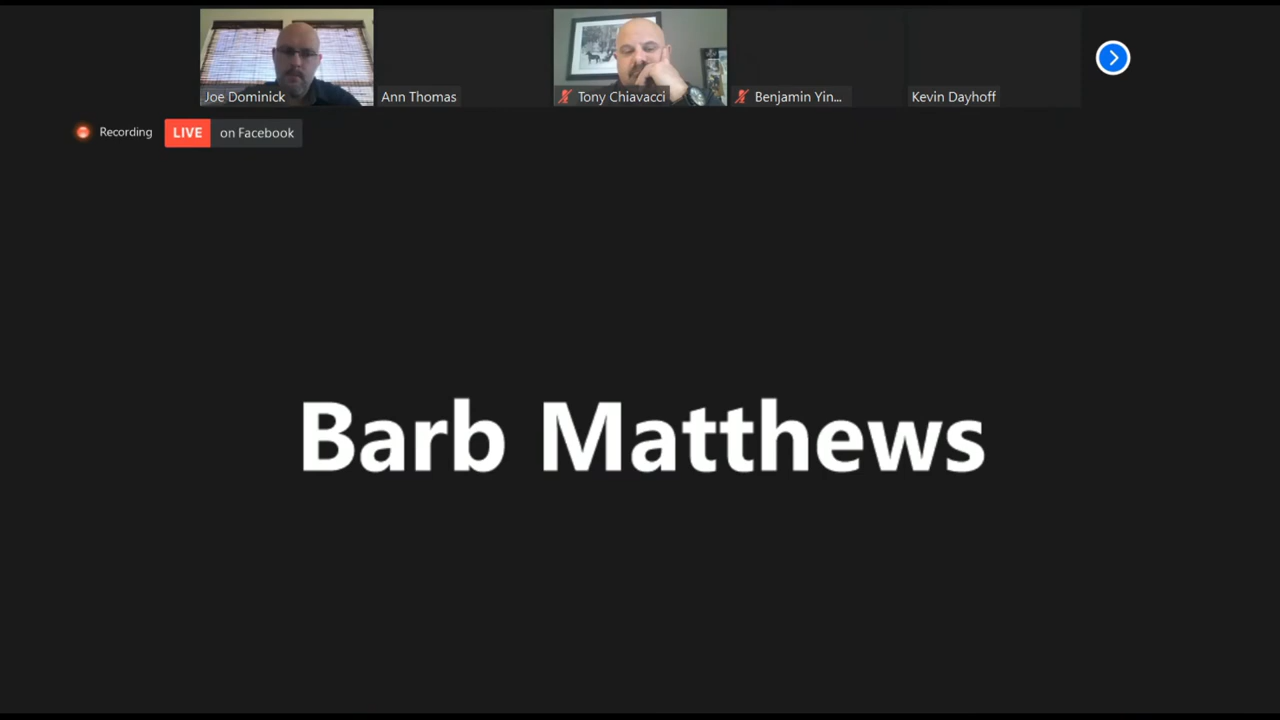 Joe Dominick
Ann Thomas
Tony Chiavacci
Benjamin Yin...
Kevin Dayhoff
Recording
LIVE on Facebook
Barb Matthews